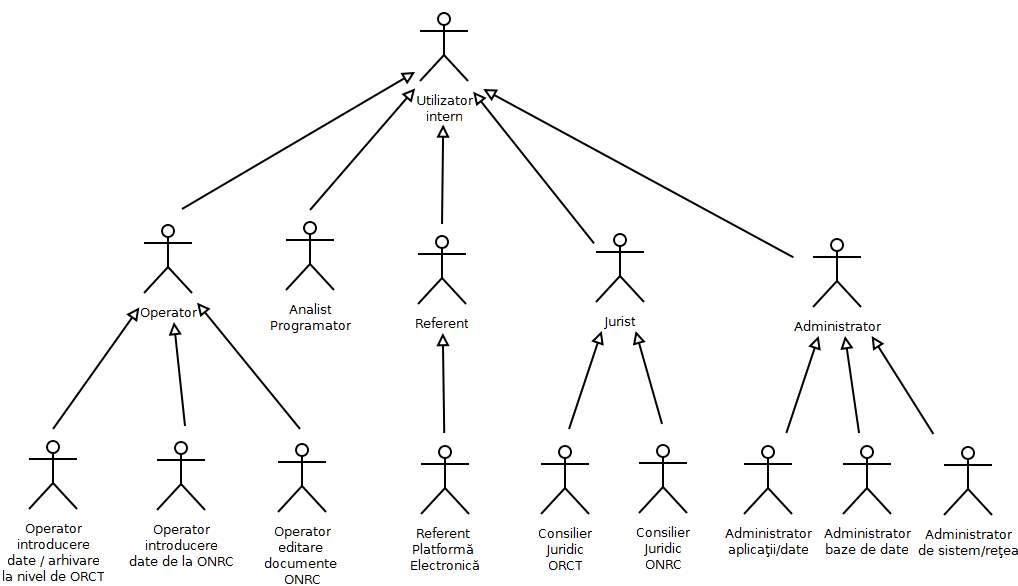 Utilizator
intern
Operator
Analist
Programator
Referent
Jurist
Administrator
Operator
introducere
date / arhivare
la nivel de ORCT
Operator
introducere
date de la ONRC
Operator
editare
documente
ONRC
Referent
Platformă
Electronică
Consilier
Juridic
ORCT
Consilier
Juridic
ONRC
Administrator
aplicaţii/date
Administrator
baze de date
Administrator
de sistem/reţea